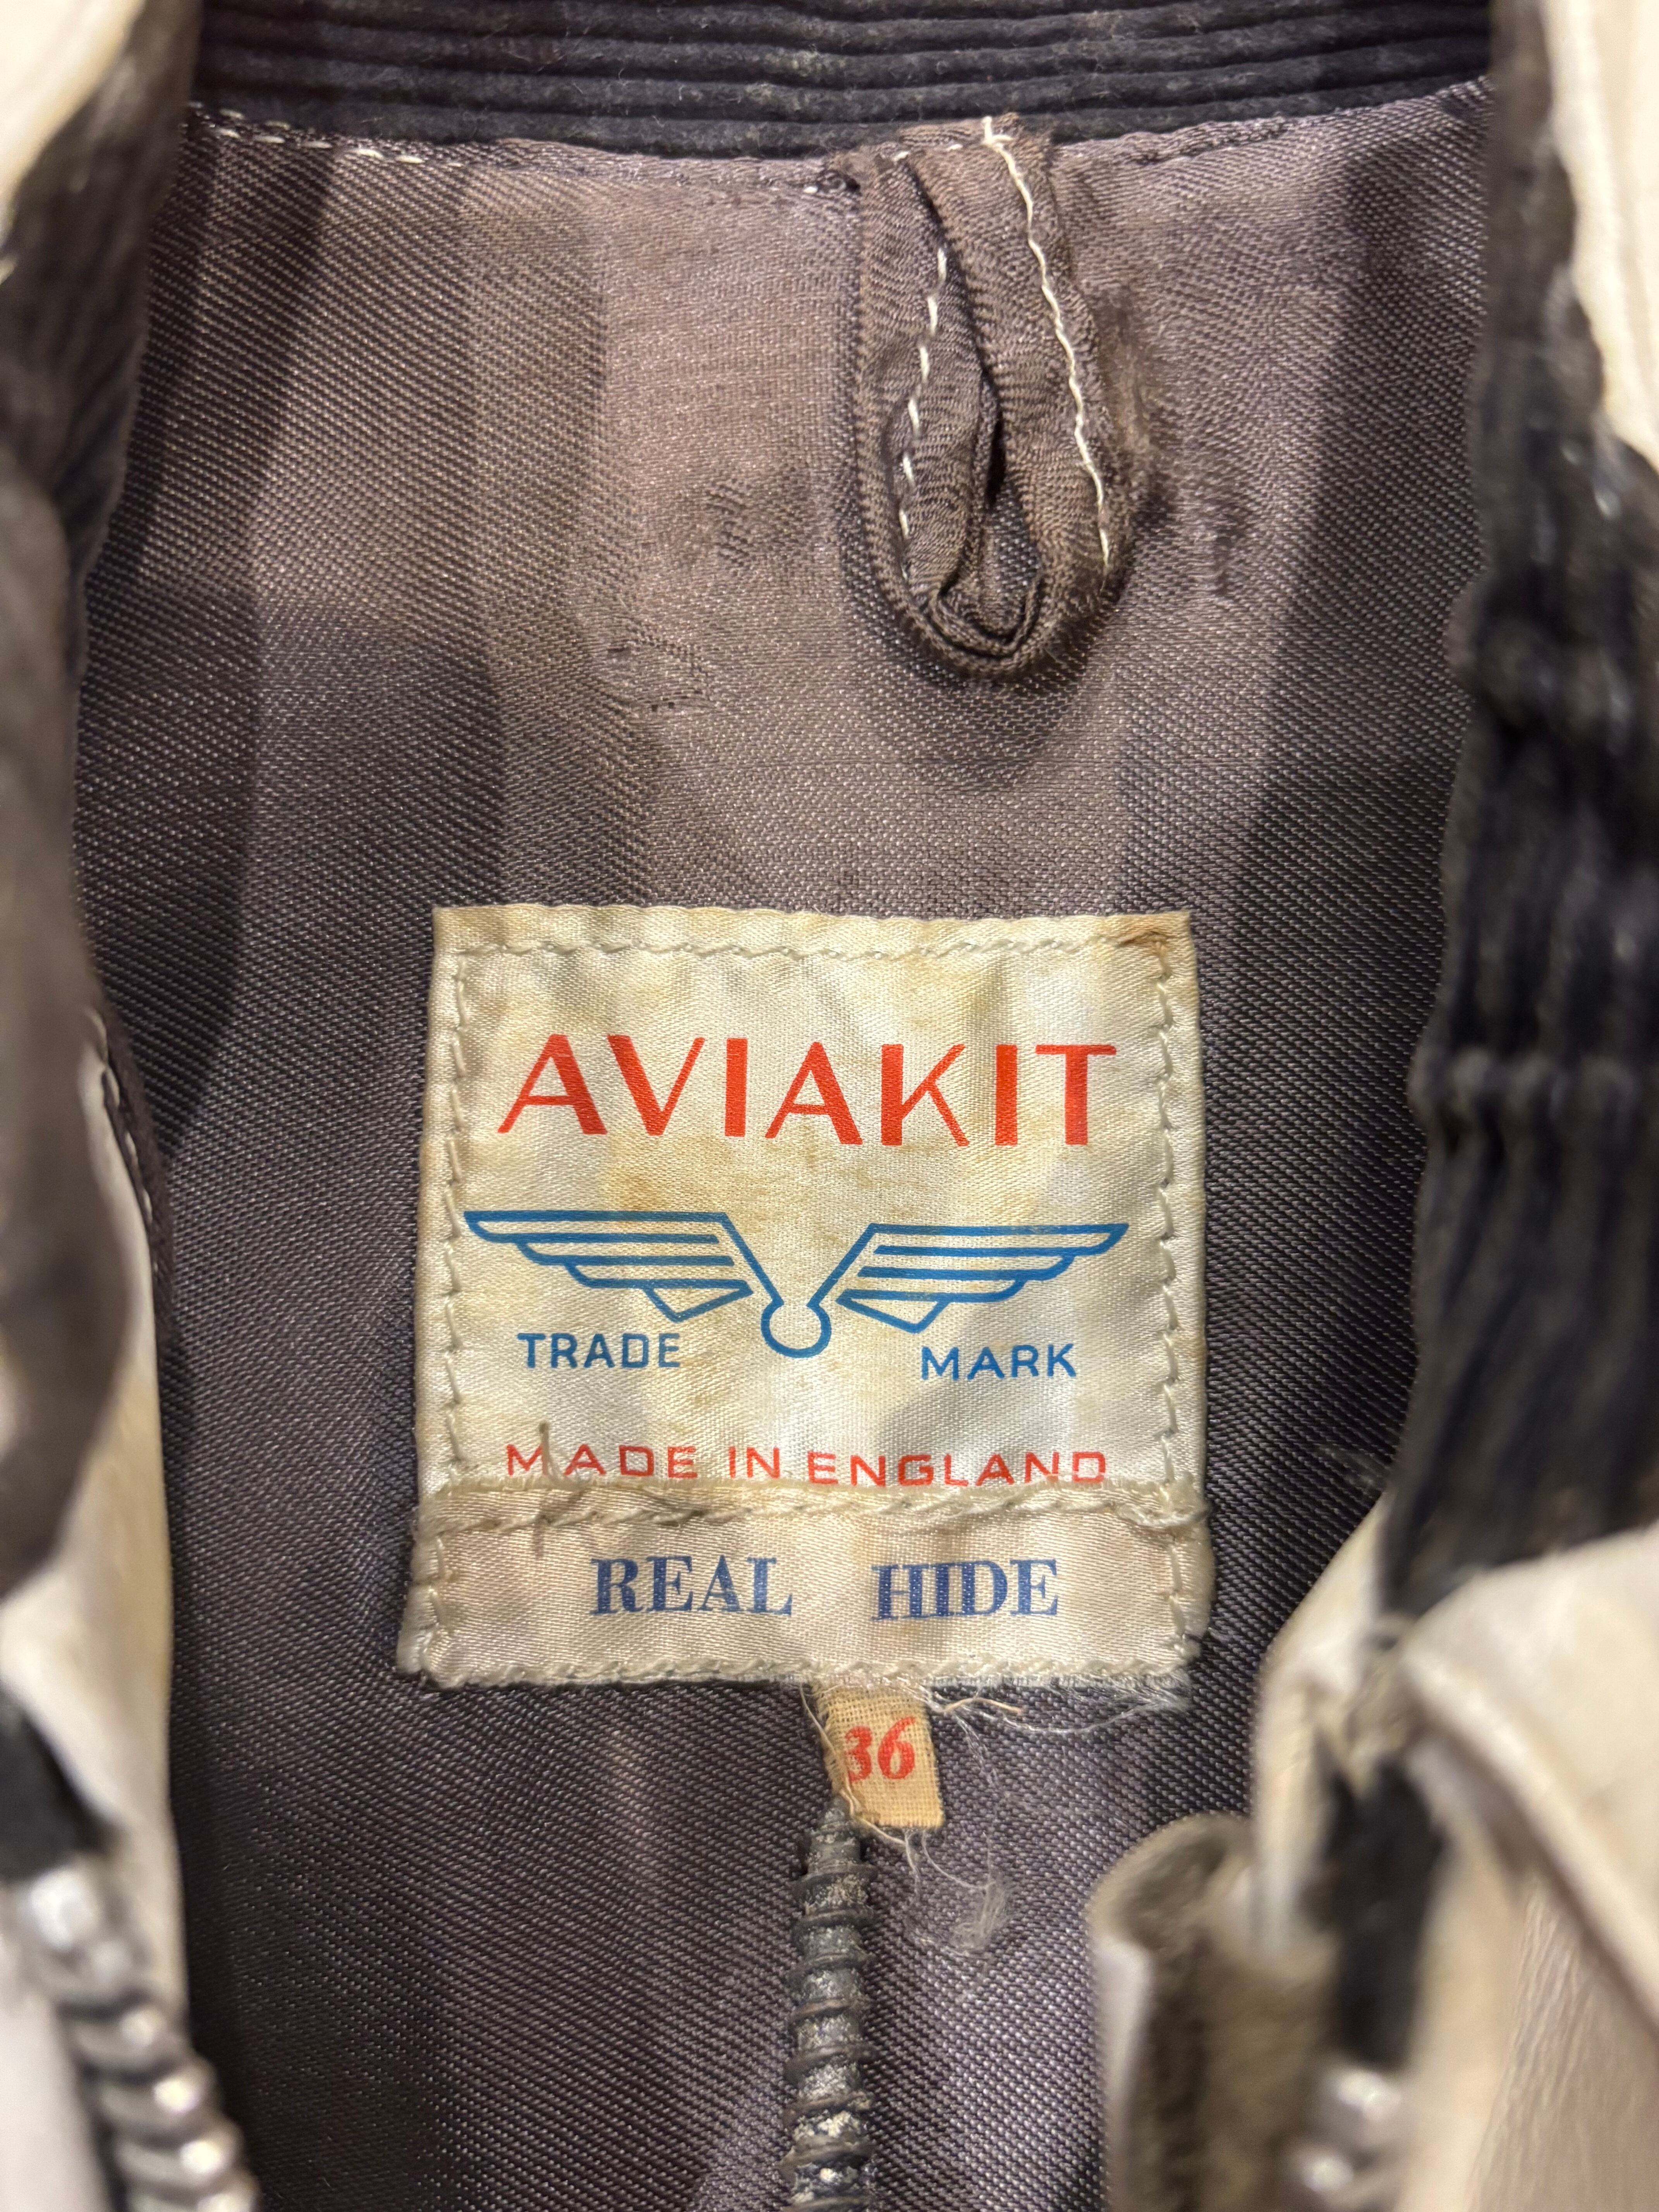 AVIAKIT
TRADE MARK
MADE IN ENGLAND
REAL HIDE
36